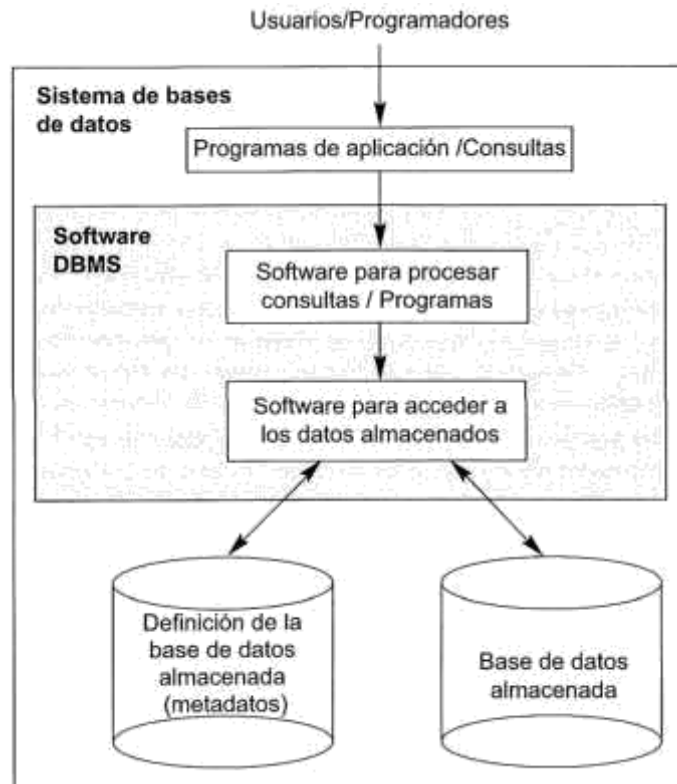 Usuarios/Programadores
Sistema de bases
de datos
Programas de aplicación /Consultas
Software
DBMS
Software para procesar
consultas / Programas
Software para acceder a
los datos almacenados
Definición de la
base de datos
almacenada
(metadatos)
Base de datos
almacenada